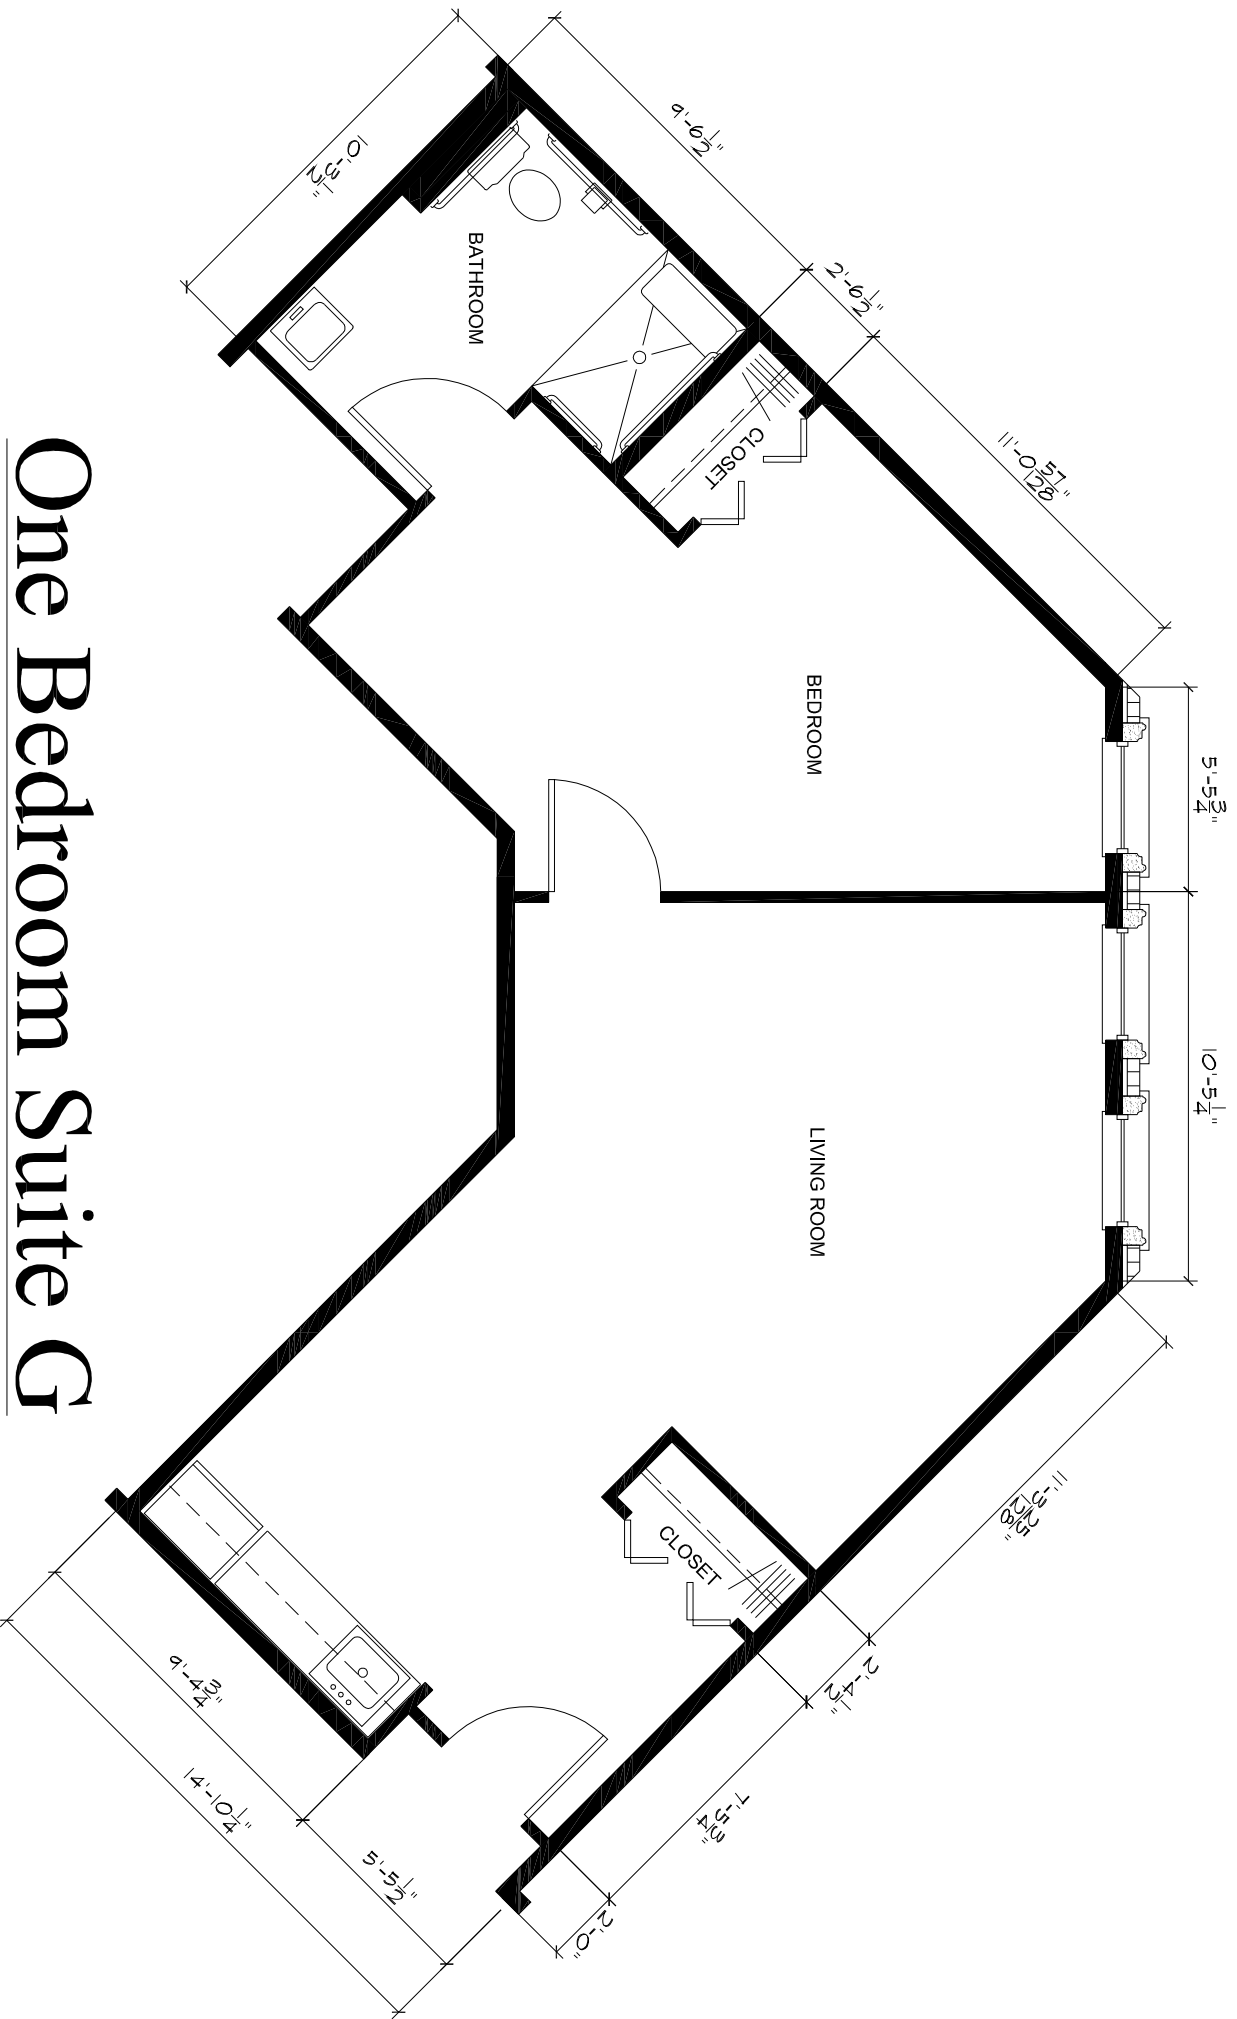 One Bedroom Suite G
10'-3 1/2"
9'-6 1/2"
2'-6 1/2"
11'-0 57/128"
5'-5 3/4"
10'-5 1/4"
11'-3 25/128"
2'-4 1/2"
7'-5 3/4"
2'-0"
5'-5 1/2"
14'-10 1/4"
9'-4 3/4"
BATHROOM
CLOSET
BEDROOM
LIVING ROOM
CLOSET